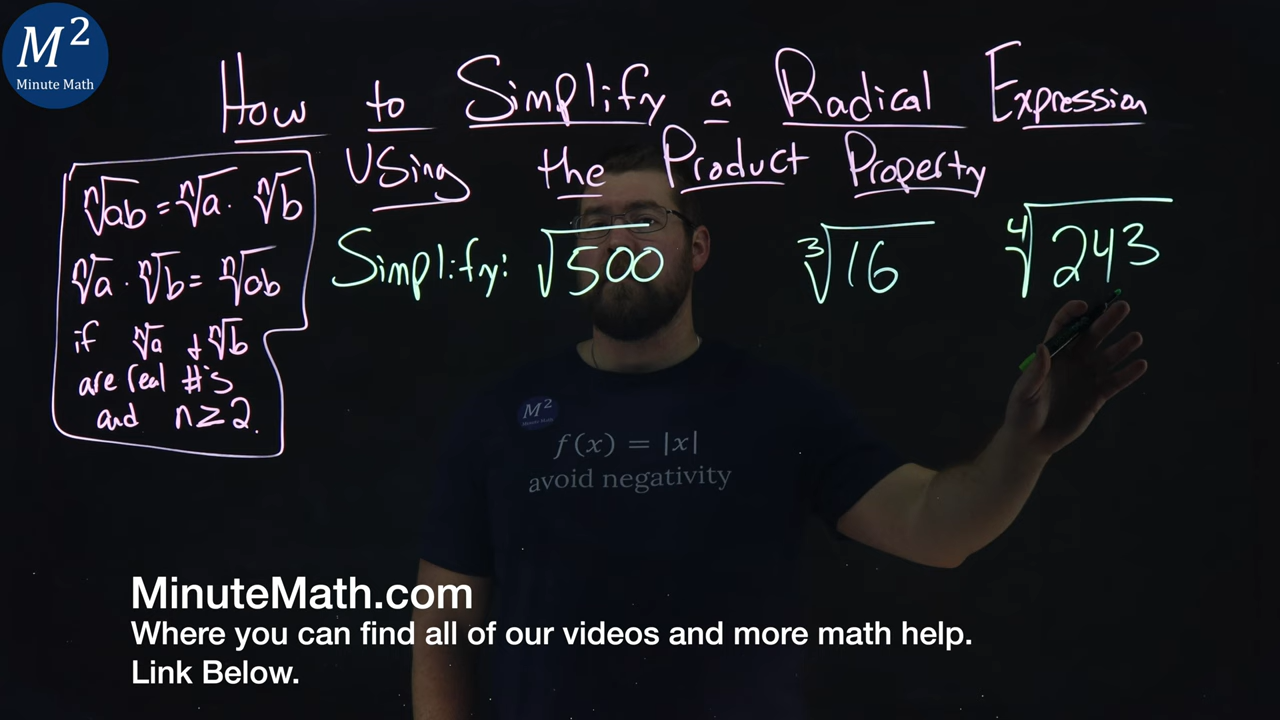 M²
Minute Math
How to Simplify a Radical Expression
Using the Product Property
ⁿ√ab = ⁿ√a · ⁿ√b
ⁿ√a · ⁿ√b = ⁿ√ab
if ⁿ√a & ⁿ√b
are real #'s
and n ≥ 2.
Simplify: √500 ³√16 ⁴√243
M²
Minute Math
f(x) = |x|
avoid negativity
MinuteMath.com
Where you can find all of our videos and more math help.
Link Below.